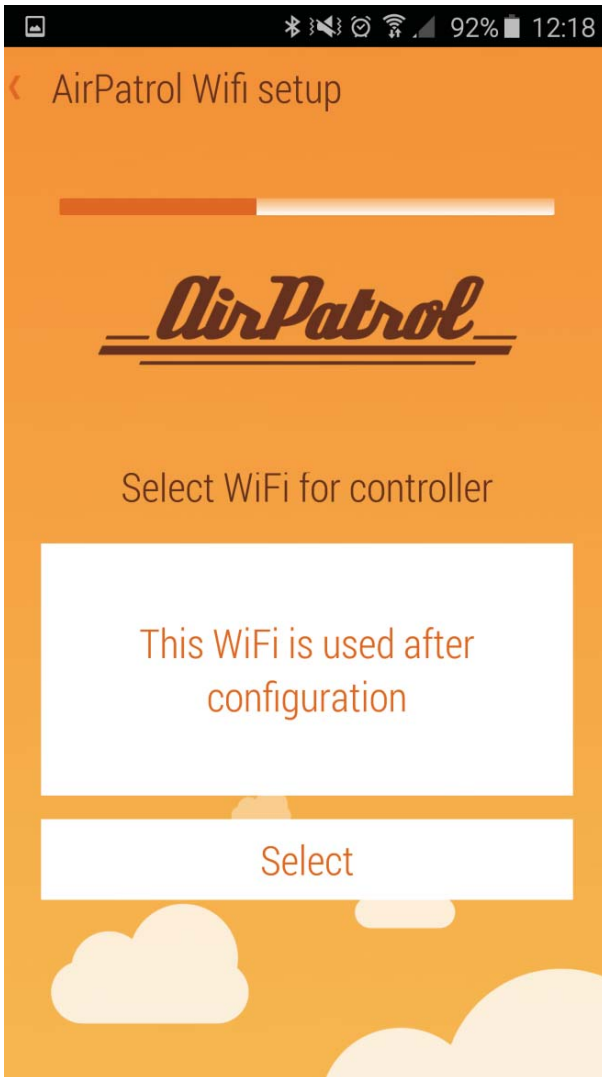 92% 12:18
AirPatrol Wifi setup
AirPatrol
Select WiFi for controller
This WiFi is used after
configuration
Select